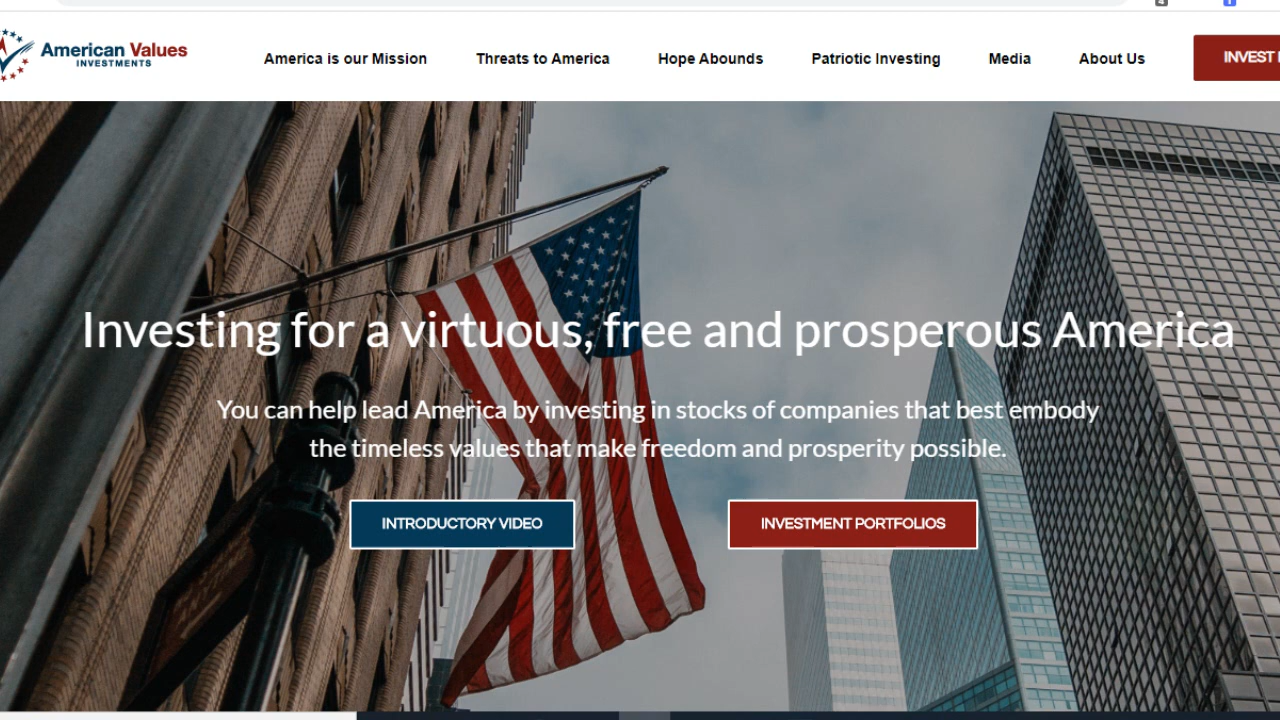 American Values
INVESTMENTS
America is our Mission
Threats to America
Hope Abounds
Patriotic Investing
Media
About Us
INVEST
Investing for a virtuous, free and prosperous America
You can help lead America by investing in stocks of companies that best embody
the timeless values that make freedom and prosperity possible.
INTRODUCTORY VIDEO
INVESTMENT PORTFOLIOS